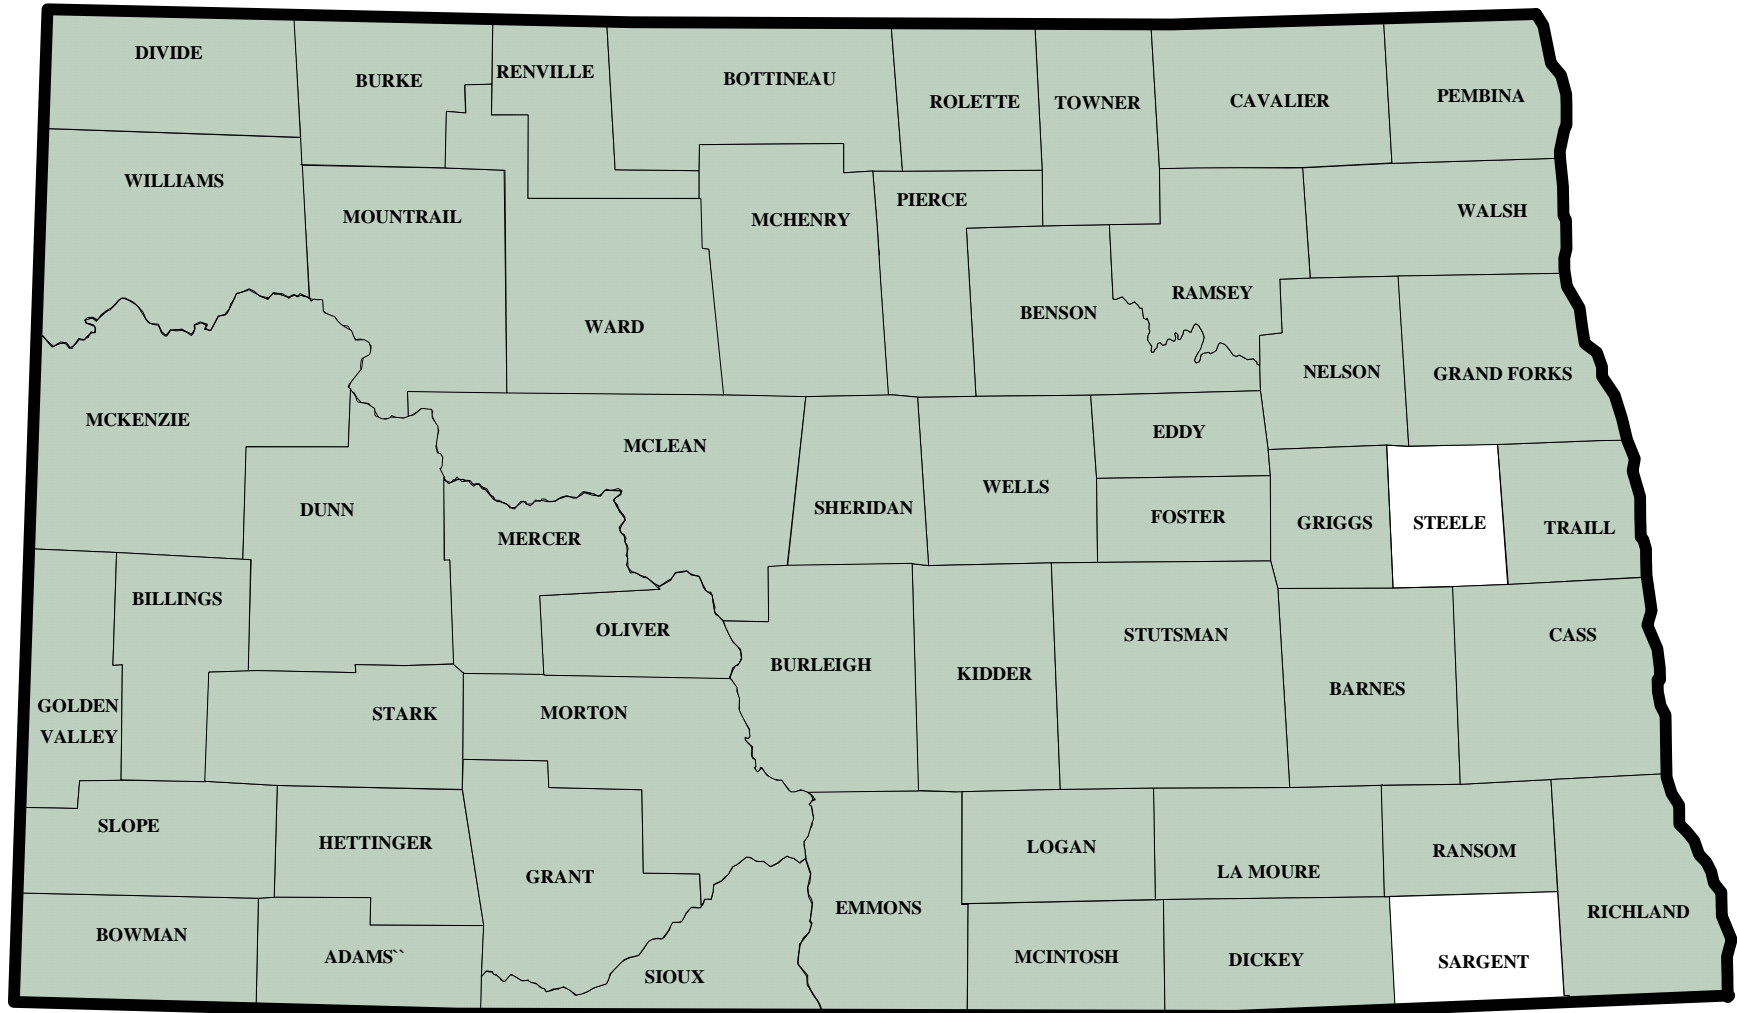 DIVIDE
BURKE
RENVILLE
BOTTINEAU
ROLETTE
TOWNER
CAVALIER
PEMBINA
WILLIAMS
MOUNTRAIL
MCHENRY
PIERCE
WALSH
WARD
BENSON
RAMSEY
NELSON
GRAND FORKS
MCKENZIE
MCLEAN
EDDY
DUNN
MERCER
SHERIDAN
WELLS
FOSTER
GRIGGS
STEELE
TRAILL
BILLINGS
OLIVER
BURLEIGH
KIDDER
STUTSMAN
BARNES
CASS
GOLDEN
VALLEY
STARK
MORTON
SLOPE
HETTINGER
GRANT
LOGAN
LA MOURE
RANSOM
BOWMAN
ADAMS``
SIOUX
EMMONS
MCINTOSH
DICKEY
SARGENT
RICHLAND